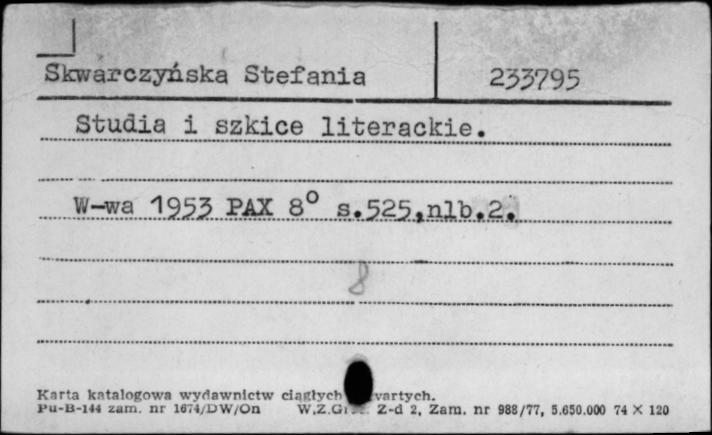 Skwarczyńska Stefania 233795
Studia i szkice literackie.
W-wa 1953 PAX 8° s.525,nlb.2.
8
Karta katalogowa wydawnictw ciągłych
Pu-B-144 zam. nr 1674/DW/On W.Z.G Z-d 2, Zam. nr 988/77, 5.650.000 74 X 120